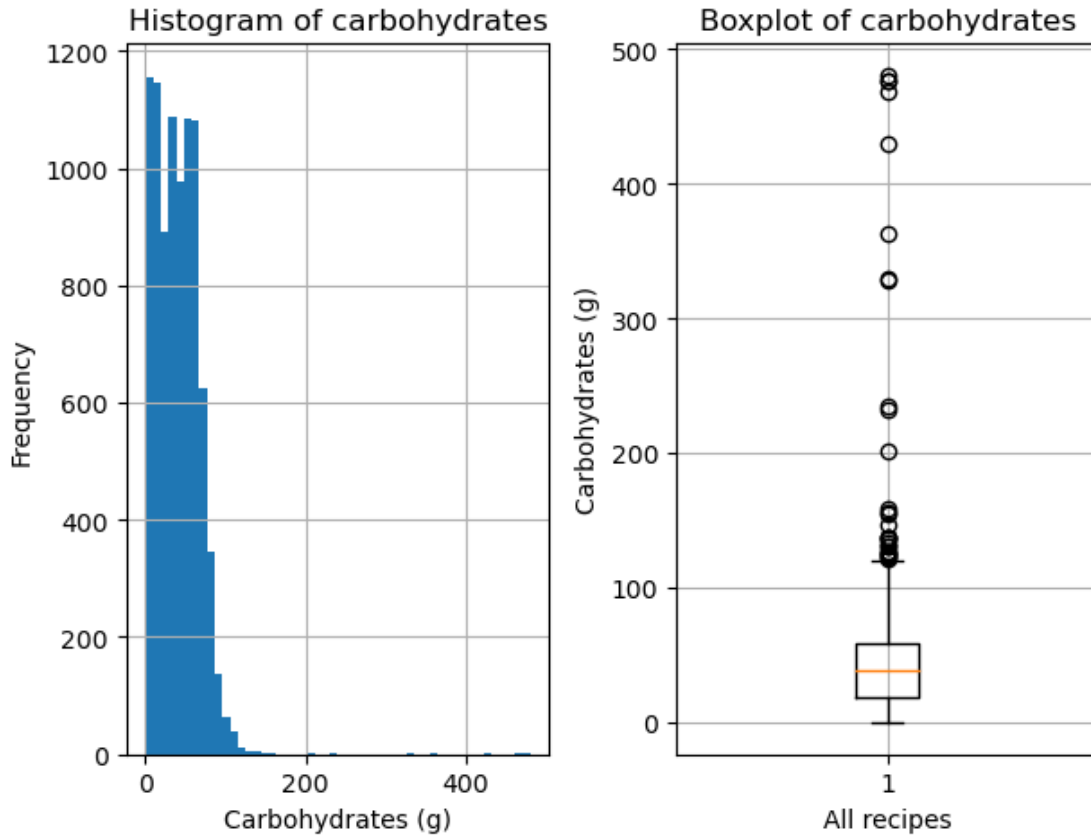 Histogram of carbohydrates
1200
1000
800
600
400
200
0
Frequency
0 200 400
Carbohydrates (g)
Boxplot of carbohydrates
500
400
300
200
100
0
Carbohydrates (g)
1
All recipes